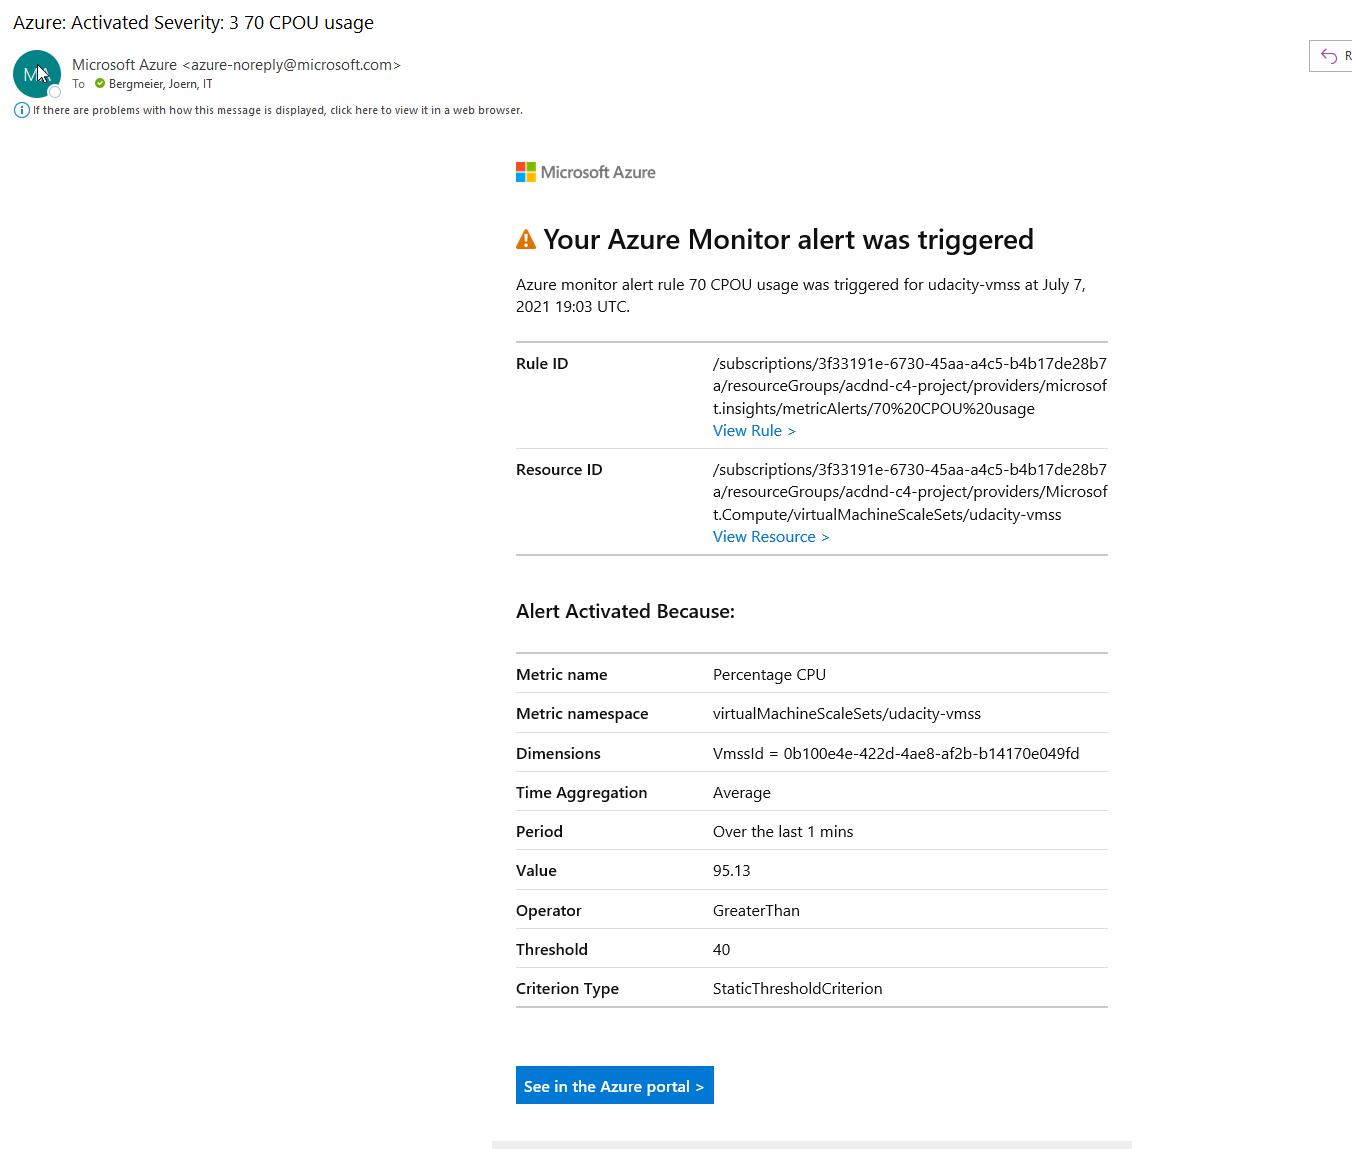 Azure: Activated Severity: 3 70 CPOU usage
MA
Microsoft Azure <azure-noreply@microsoft.com>
To Bergmeier, Joern, IT
R
If there are problems with how this message is displayed, click here to view it in a web browser.
Microsoft Azure
Your Azure Monitor alert was triggered
Azure monitor alert rule 70 CPOU usage was triggered for udacity-vmss at July 7,
2021 19:03 UTC.
Rule ID /subscriptions/3f33191e-6730-45aa-a4c5-b4b17de28b7
a/resourceGroups/acdnd-c4-project/providers/microsof
t.insights/metricAlerts/70%20CPOU%20usage
View Rule >
Resource ID /subscriptions/3f33191e-6730-45aa-a4c5-b4b17de28b7
a/resourceGroups/acdnd-c4-project/providers/Microsof
t.Compute/virtualMachineScaleSets/udacity-vmss
View Resource >
Alert Activated Because:
Metric name Percentage CPU
Metric namespace virtualMachineScaleSets/udacity-vmss
Dimensions VmssId = 0b100e4e-422d-4ae8-af2b-b14170e049fd
Time Aggregation Average
Period Over the last 1 mins
Value 95.13
Operator GreaterThan
Threshold 40
Criterion Type StaticThresholdCriterion
See in the Azure portal >